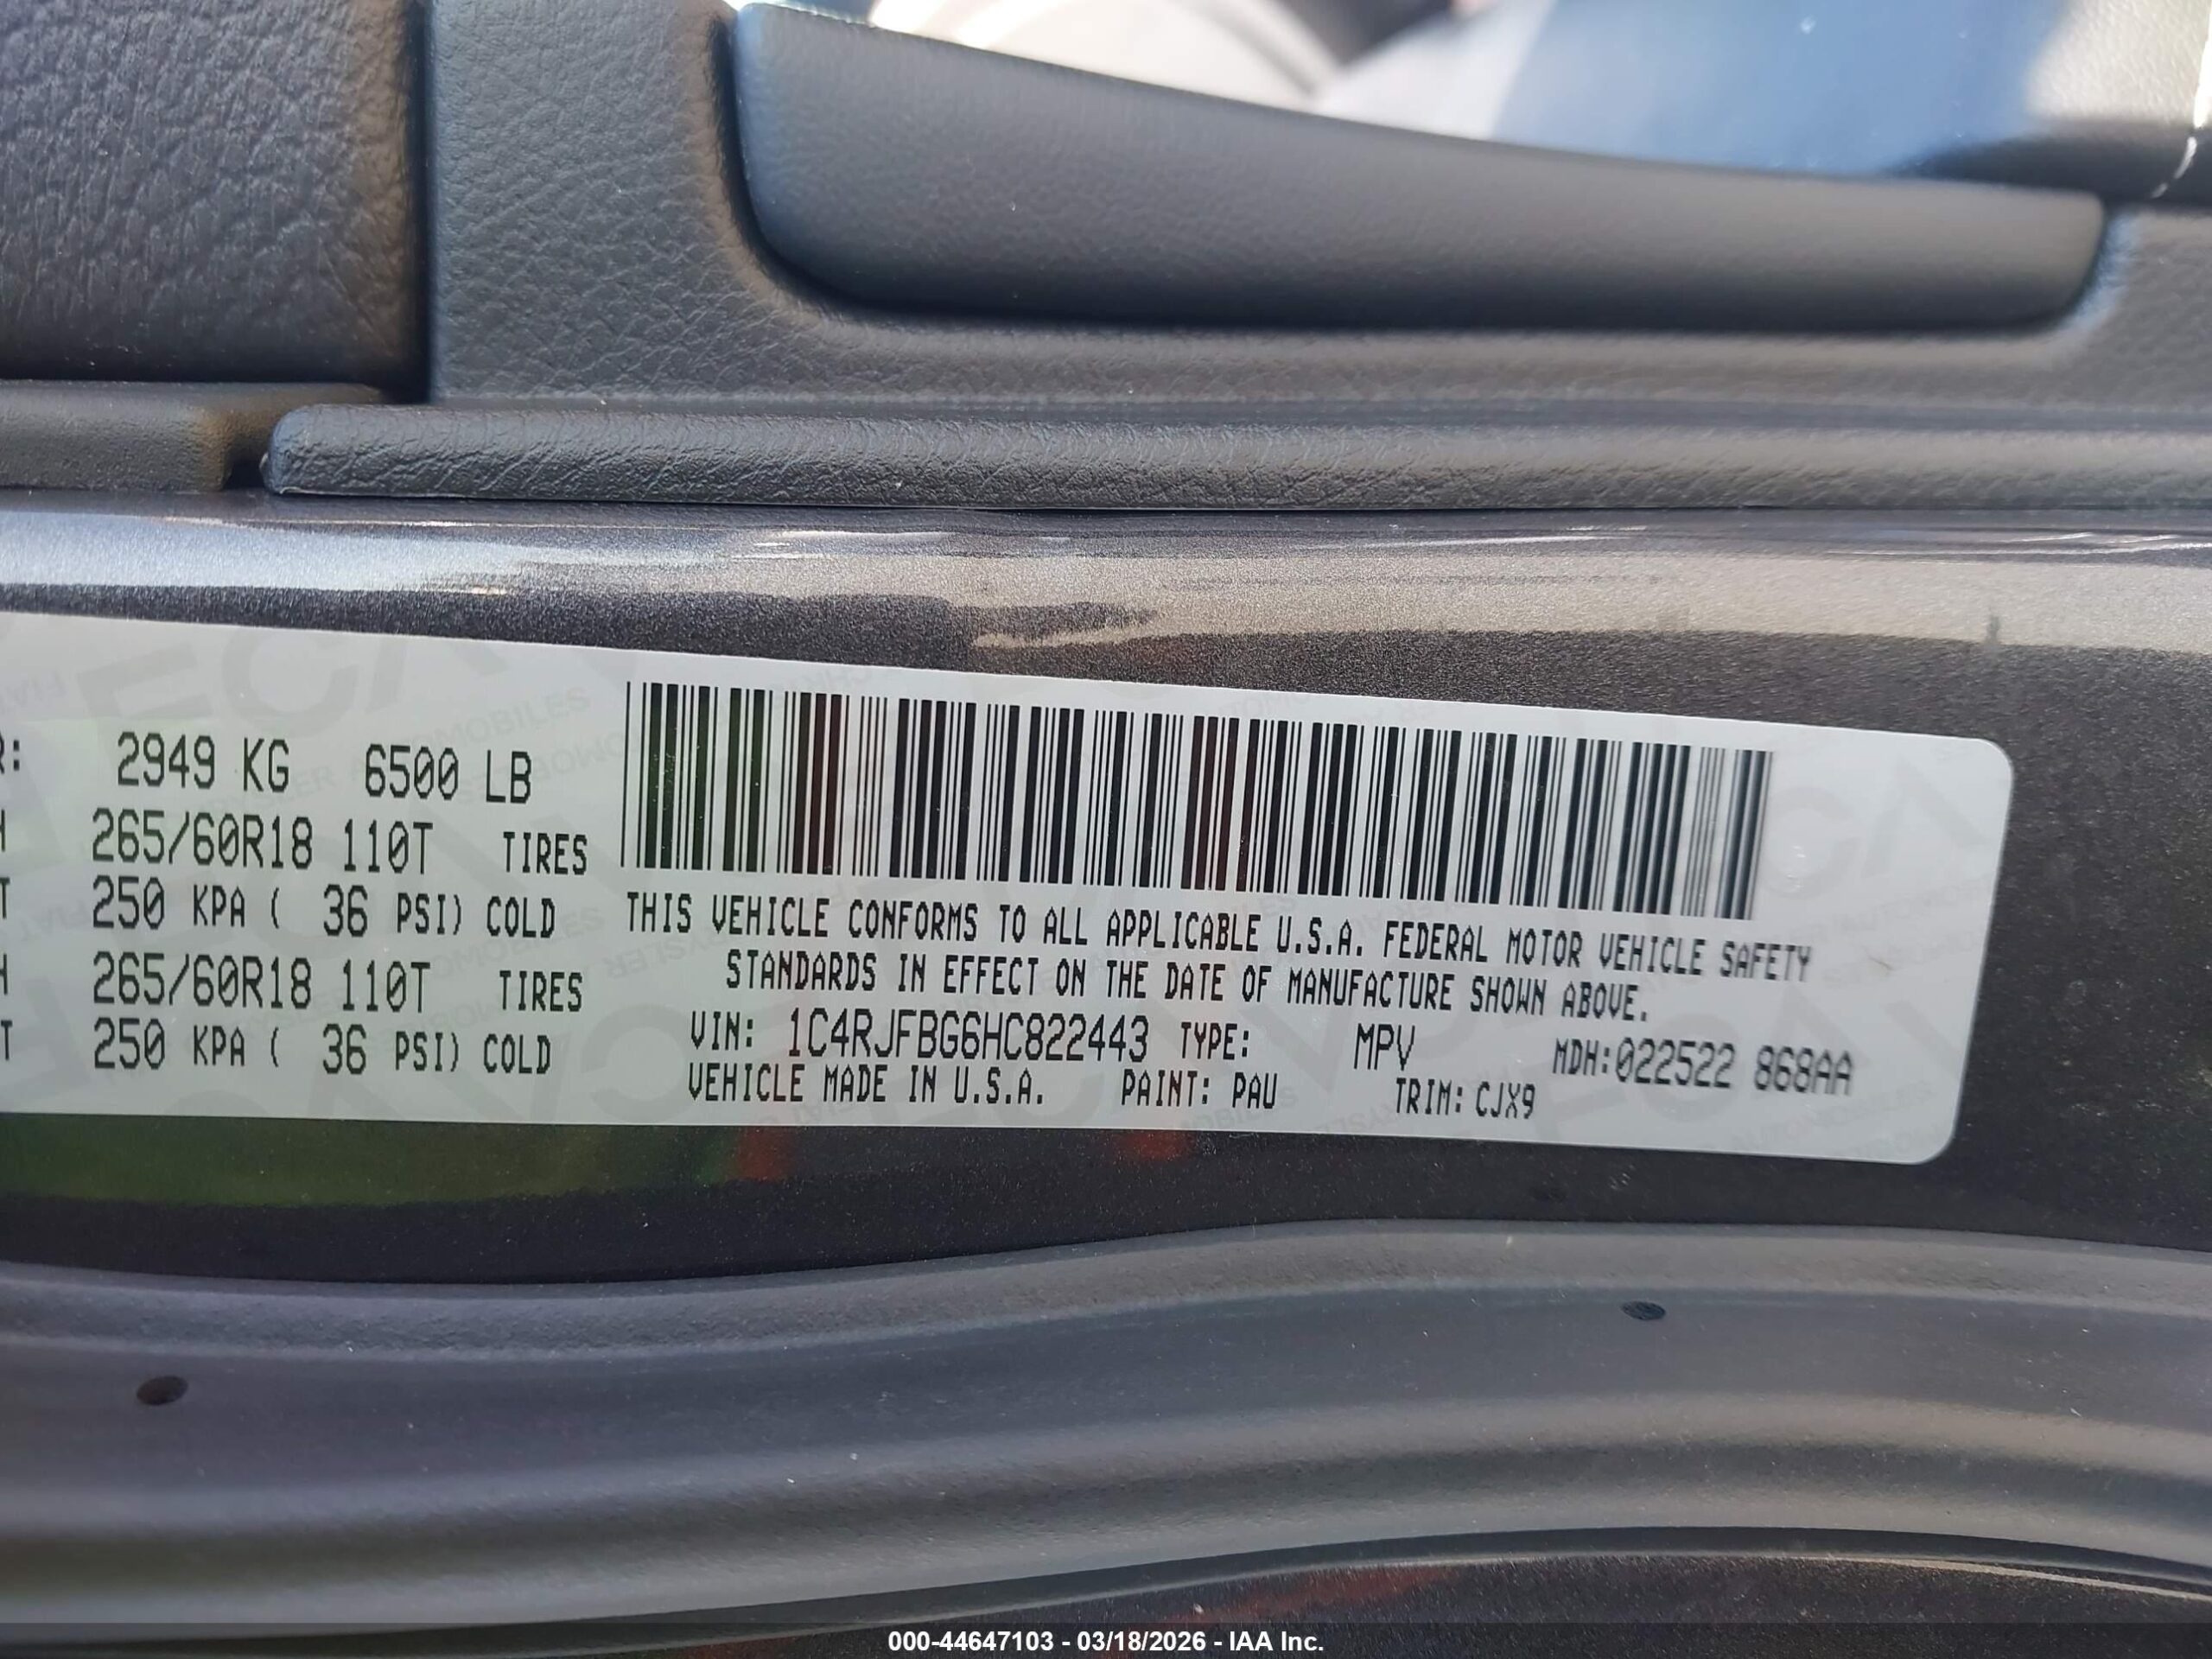 R: 2949 KG 6500 LB
H 265/60R18 110T TIRES
T 250 KPA ( 36 PSI) COLD
H 265/60R18 110T TIRES
T 250 KPA ( 36 PSI) COLD
THIS VEHICLE CONFORMS TO ALL APPLICABLE U.S.A. FEDERAL MOTOR VEHICLE SAFETY
STANDARDS IN EFFECT ON THE DATE OF MANUFACTURE SHOWN ABOVE.
VIN: 1C4RJFBG6HC822443 TYPE: MPV MDH:022522 868AA
VEHICLE MADE IN U.S.A. PAINT: PAU TRIM: CJX9
000-44647103 - 03/18/2026 - IAA Inc.